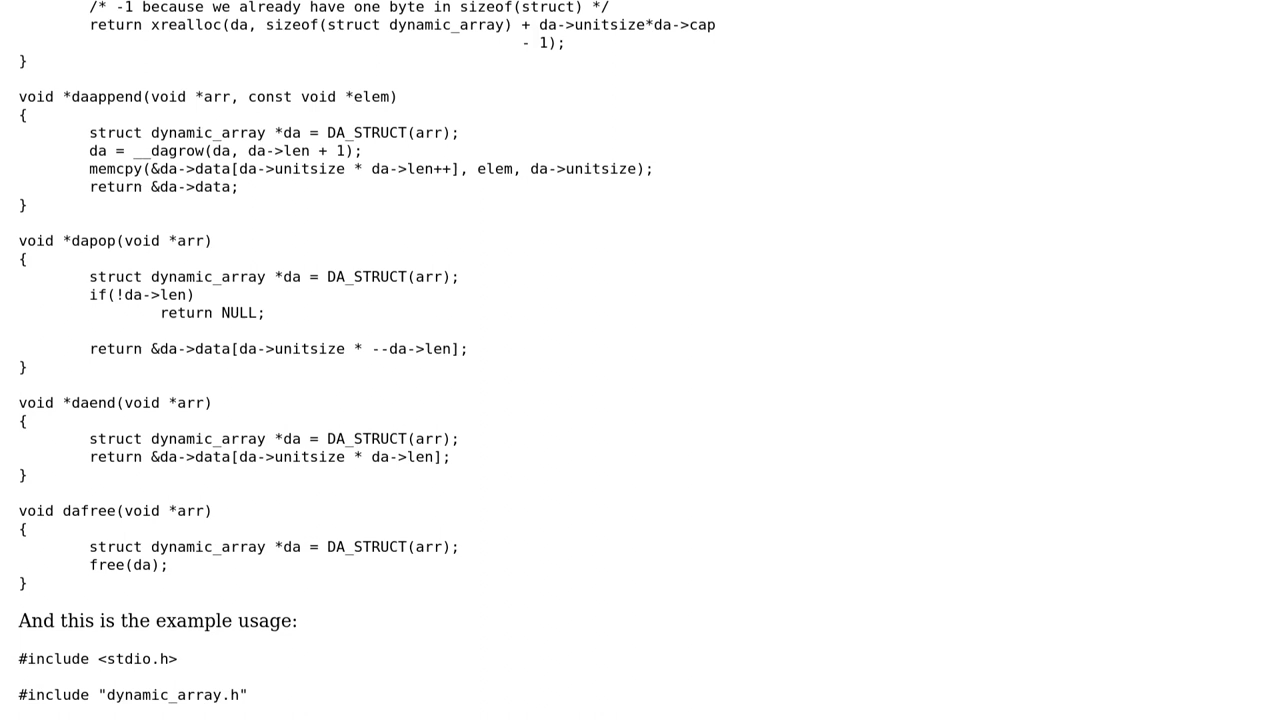 /* -1 because we already have one byte in sizeof(struct) */
return xrealloc(da, sizeof(struct dynamic_array) + da->unitsize*da->cap
- 1);
}
void *daappend(void *arr, const void *elem)
{
struct dynamic_array *da = DA_STRUCT(arr);
da = __dagrow(da, da->len + 1);
memcpy(&da->data[da->unitsize * da->len++], elem, da->unitsize);
return &da->data;
}
void *dapop(void *arr)
{
struct dynamic_array *da = DA_STRUCT(arr);
if(!da->len)
return NULL;
return &da->data[da->unitsize * --da->len];
}
void *daend(void *arr)
{
struct dynamic_array *da = DA_STRUCT(arr);
return &da->data[da->unitsize * da->len];
}
void dafree(void *arr)
{
struct dynamic_array *da = DA_STRUCT(arr);
free(da);
}
And this is the example usage:
#include <stdio.h>
#include "dynamic_array.h"